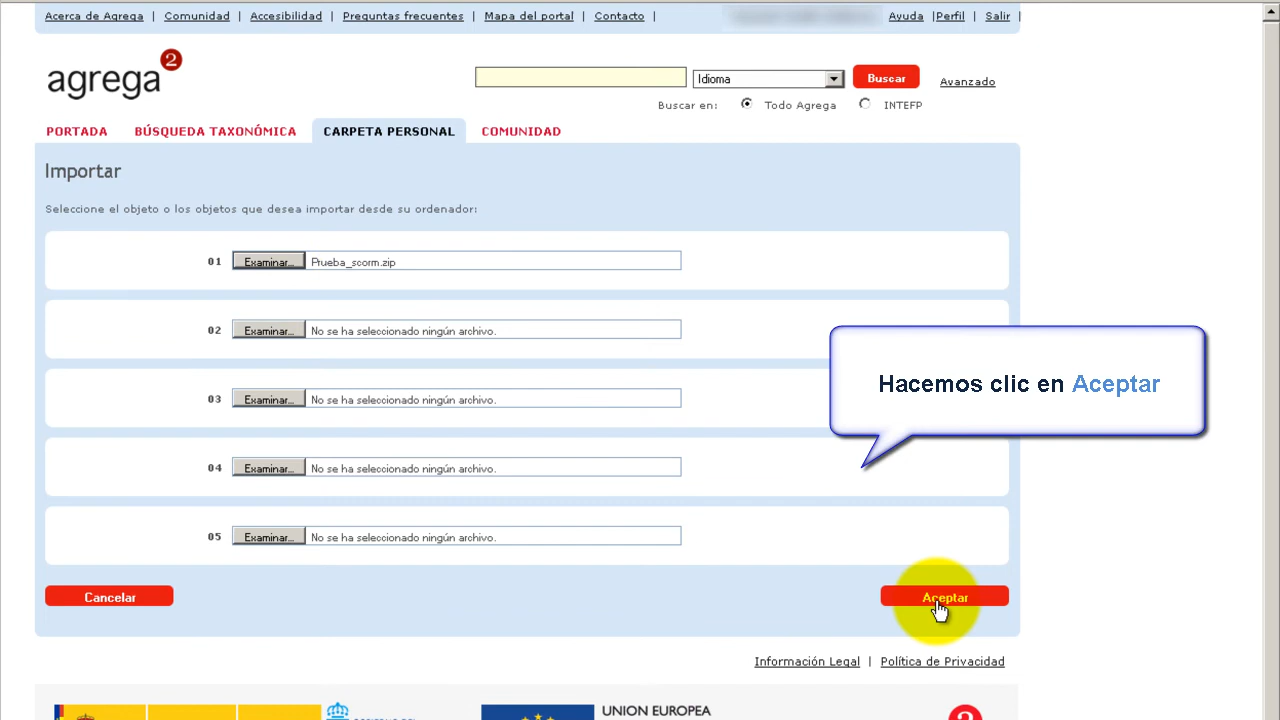 Acerca de Agrega | Comunidad | Accesibilidad | Preguntas frecuentes | Mapa del portal | Contacto | Ayuda |Perfil | Salir |
agrega 2
Idioma Buscar Avanzado
Buscar en: Todo Agrega INTEFP
PORTADA BÚSQUEDA TAXONÓMICA CARPETA PERSONAL COMUNIDAD
Importar
Seleccione el objeto o los objetos que desea importar desde su ordenador:
01 Examinar... Prueba_scorm.zip
02 Examinar... No se ha seleccionado ningún archivo.
Hacemos clic en Aceptar
03 Examinar... No se ha seleccionado ningún archivo.
04 Examinar... No se ha seleccionado ningún archivo.
05 Examinar... No se ha seleccionado ningún archivo.
Cancelar Aceptar
Información Legal | Política de Privacidad
UNION EUROPEA
2